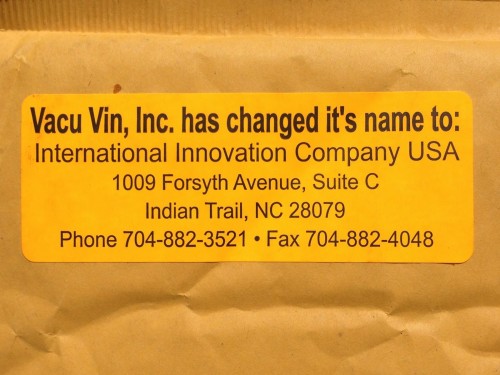 Vacu Vin, Inc. has changed it's name to:
International Innovation Company USA
1009 Forsyth Avenue, Suite C
Indian Trail, NC 28079
Phone 704-882-3521 • Fax 704-882-4048